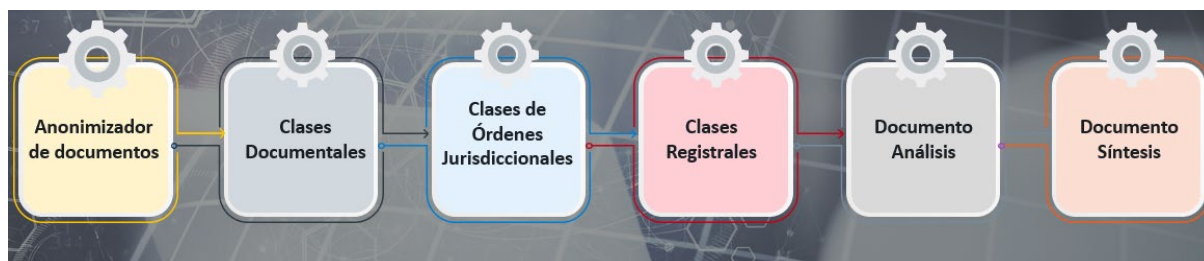 Anonimizador
de documentos
Clases
Documentales
Clases de
Órdenes
Jurisdiccionales
Clases
Registrales
Documento
Análisis
Documento
Síntesis